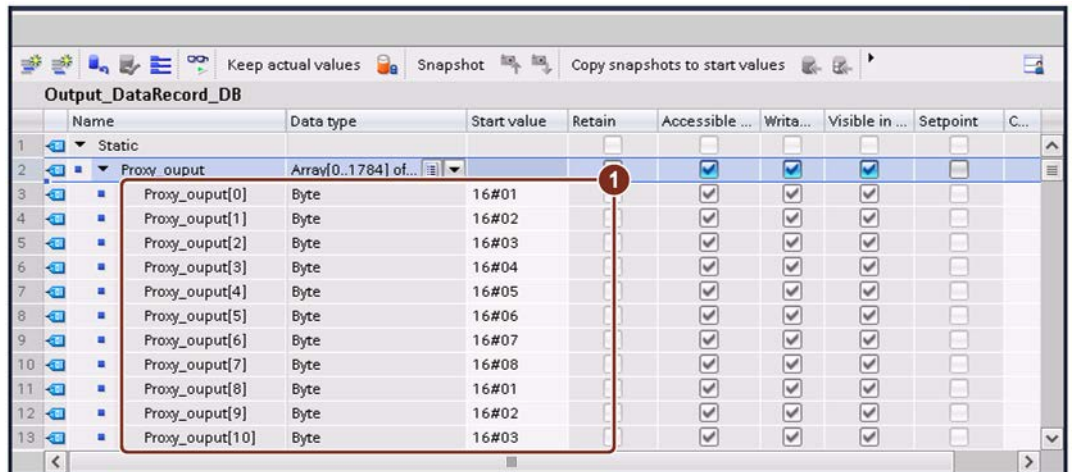 Keep actual values Snapshot Copy snapshots to start values
Output_DataRecord_DB
Name Data type Start value Retain Accessible ... Writa... Visible in ... Setpoint C...
1 Static
2 Proxy_ouput Array[0..1784] of...
1
3 Proxy_ouput[0] Byte 16#01
4 Proxy_ouput[1] Byte 16#02
5 Proxy_ouput[2] Byte 16#03
6 Proxy_ouput[3] Byte 16#04
7 Proxy_ouput[4] Byte 16#05
8 Proxy_ouput[5] Byte 16#06
9 Proxy_ouput[6] Byte 16#07
10 Proxy_ouput[7] Byte 16#08
11 Proxy_ouput[8] Byte 16#01
12 Proxy_ouput[9] Byte 16#02
13 Proxy_ouput[10] Byte 16#03